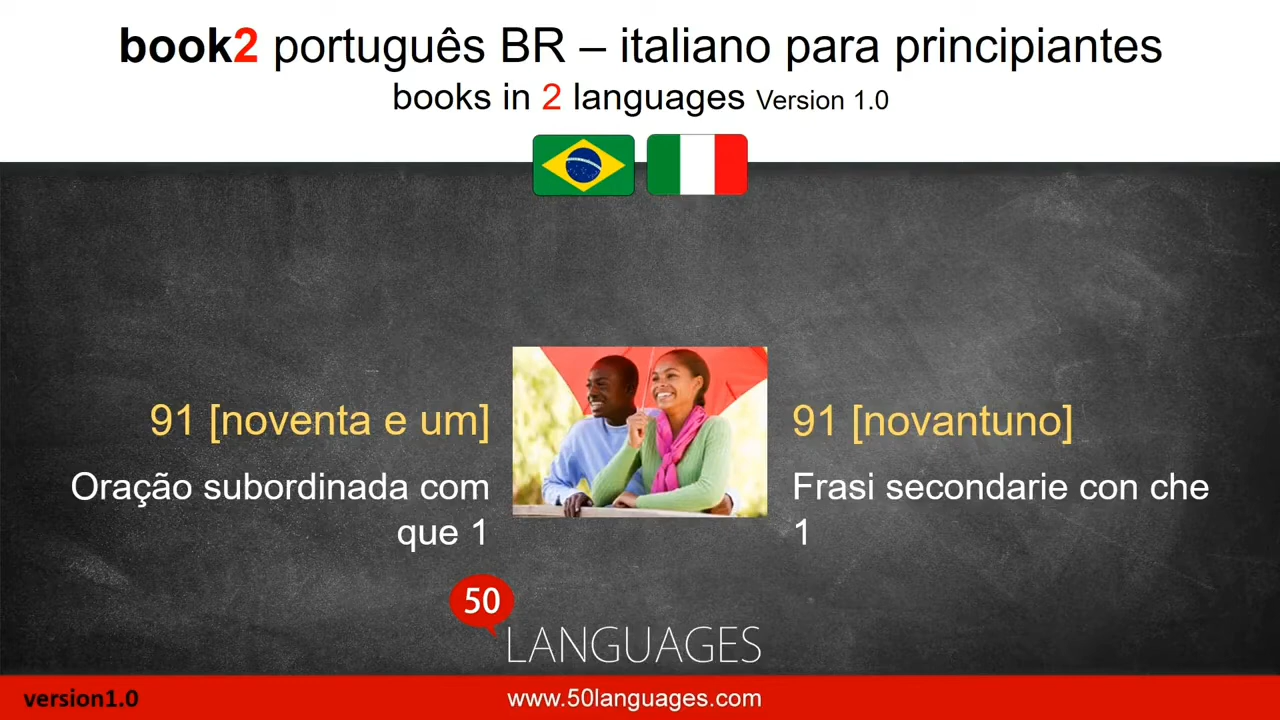 book2 português BR – italiano para principiantes
books in 2 languages Version 1.0
91 [noventa e um]
Oração subordinada com
que 1
91 [novantuno]
Frasi secondarie con che
1
50
LANGUAGES
version1.0
www.50languages.com